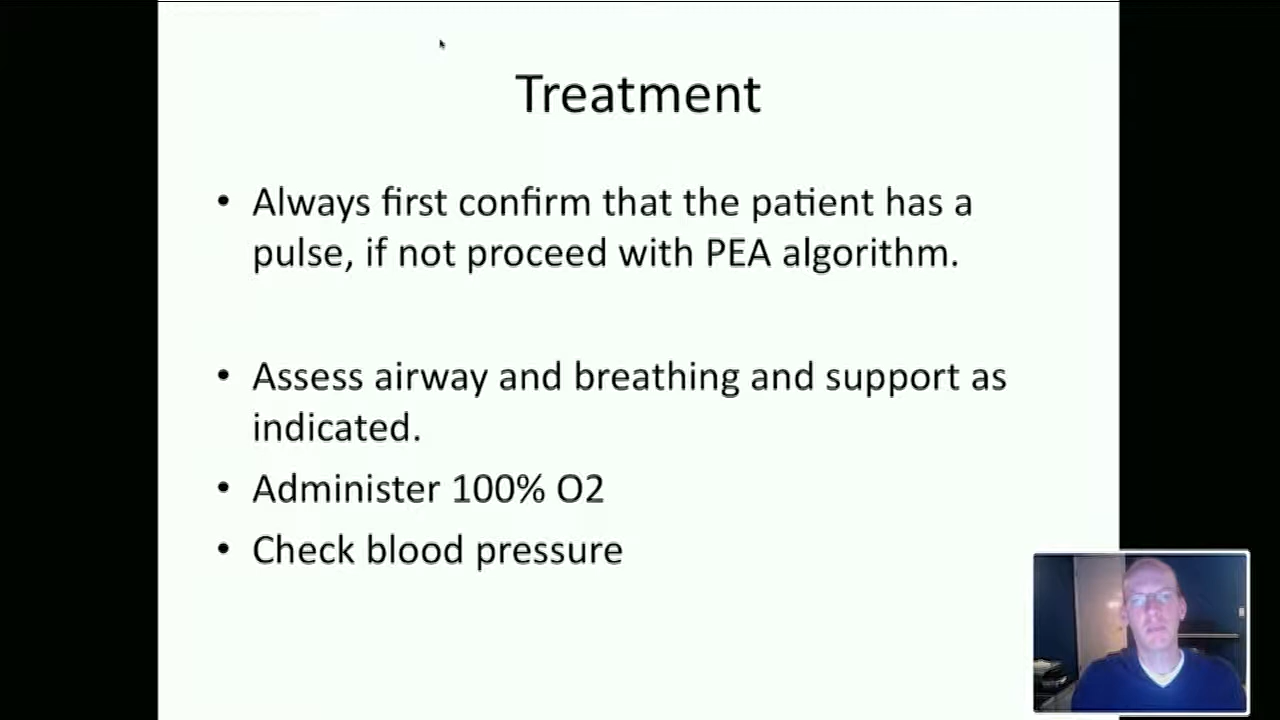 Treatment
• Always first confirm that the patient has a
pulse, if not proceed with PEA algorithm.
• Assess airway and breathing and support as
indicated.
• Administer 100% O2
• Check blood pressure